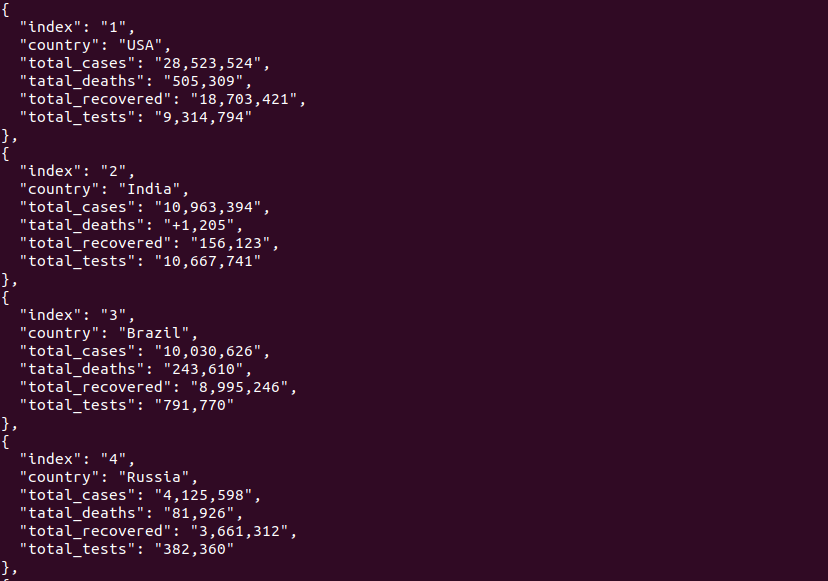 {
  "index": "1",
  "country": "USA",
  "total_cases": "28,523,524",
  "tatal_deaths": "505,309",
  "total_recovered": "18,703,421",
  "total_tests": "9,314,794"
},
{
  "index": "2",
  "country": "India",
  "total_cases": "10,963,394",
  "tatal_deaths": "+1,205",
  "total_recovered": "156,123",
  "total_tests": "10,667,741"
},
{
  "index": "3",
  "country": "Brazil",
  "total_cases": "10,030,626",
  "tatal_deaths": "243,610",
  "total_recovered": "8,995,246",
  "total_tests": "791,770"
},
{
  "index": "4",
  "country": "Russia",
  "total_cases": "4,125,598",
  "tatal_deaths": "81,926",
  "total_recovered": "3,661,312",
  "total_tests": "382,360"
},